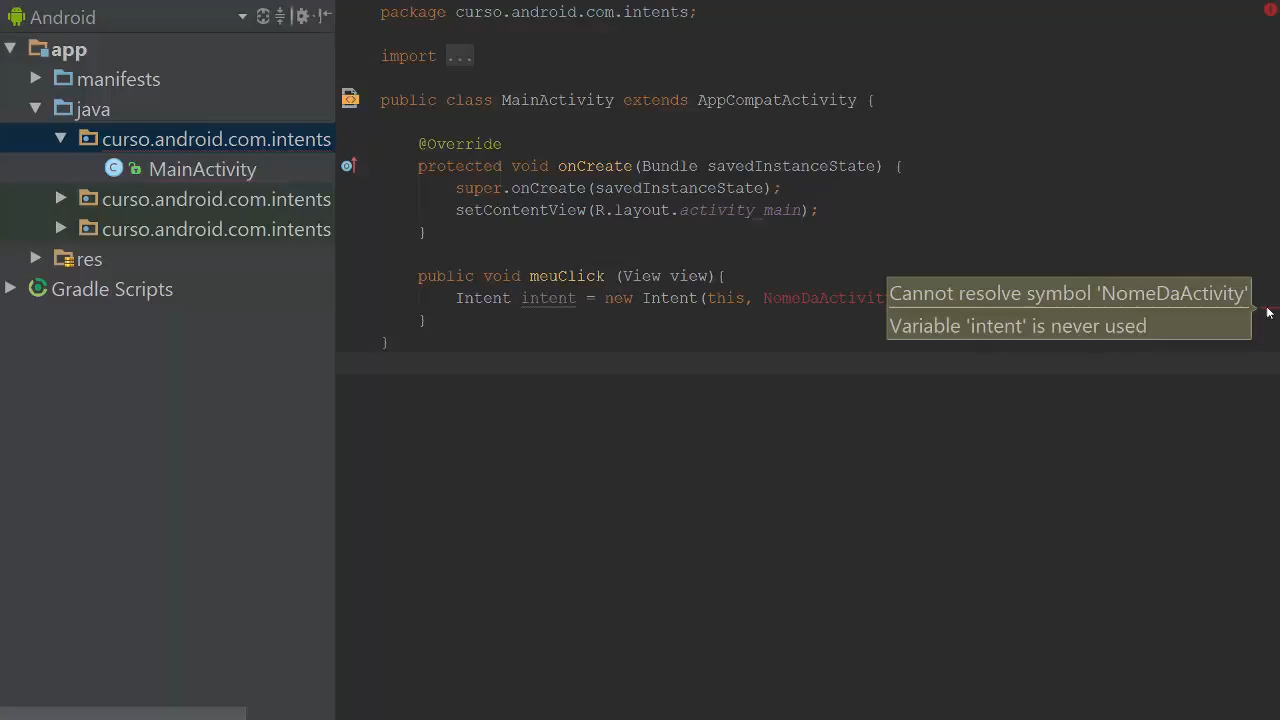 Android
app
manifests
java
curso.android.com.intents
MainActivity
curso.android.com.intents
curso.android.com.intents
res
Gradle Scripts
package curso.android.com.intents;
import ...
public class MainActivity extends AppCompatActivity {
@Override
protected void onCreate(Bundle savedInstanceState) {
super.onCreate(savedInstanceState);
setContentView(R.layout.activity_main);
}
public void meuClick (View view){
Intent intent = new Intent(this, NomeDaActivit
}
}
Cannot resolve symbol 'NomeDaActivity'
Variable 'intent' is never used